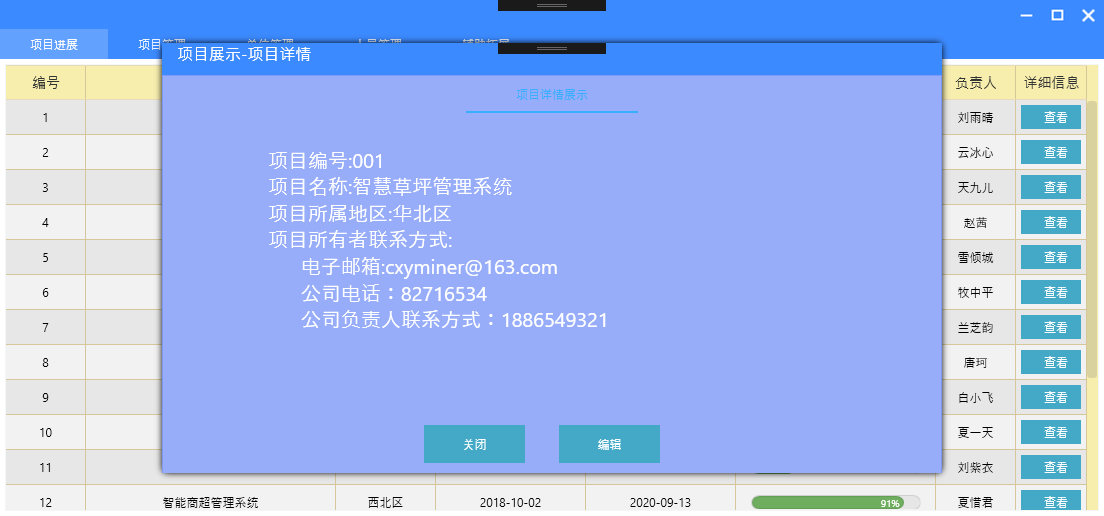 项目进展
项目管理
单位管理
人员管理
项目展示-项目详情
编号
负责人
详细信息
项目详情展示
1
刘雨晴
查看
2
云冰心
查看
3
天九儿
查看
4
赵茜
查看
5
雪倾城
查看
6
牧中平
查看
7
兰芝韵
查看
8
唐珂
查看
9
白小飞
查看
10
夏一天
查看
11
刘紫衣
查看
项目编号:001
项目名称:智慧草坪管理系统
项目所属地区:华北区
项目所有者联系方式:
电子邮箱:cxyminer@163.com
公司电话：82716534
公司负责人联系方式：1886549321
关闭
编辑
12
智能商超管理系统
西北区
2018-10-02
2020-09-13
91%
夏惜君
查看